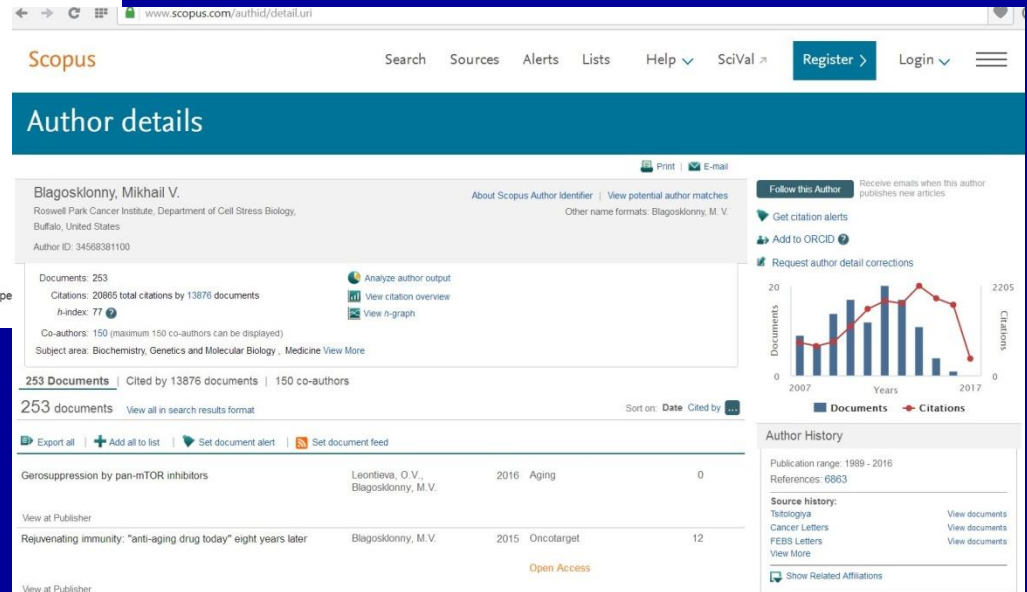 www.scopus.com/authid/detail.uri
Scopus
Search Sources Alerts Lists Help SciVal Register > Login
Author details
Print | E-mail
Blagosklonny, Mikhail V.
Roswell Park Cancer Institute, Department of Cell Stress Biology,
Buffalo, United States
Author ID: 34568381100
About Scopus Author Identifier | View potential author matches
Other name formats: Blagosklonny, M. V.
Documents: 253
Citations: 20865 total citations by 13876 documents
h-index: 77 ?
Co-authors: 150 (maximum 150 co-authors can be displayed)
Subject area: Biochemistry, Genetics and Molecular Biology , Medicine View More
Analyze author output
View citation overview
View h-graph
pe
253 Documents | Cited by 13876 documents | 150 co-authors
253 documents View all in search results format
Sort on: Date Cited by ...
Export all | Add all to list | Set document alert | Set document feed
Gerosuppression by pan-mTOR inhibitors
Leontieva, O.V.,
Blagosklonny, M.V.
2016 Aging 0
View at Publisher
Rejuvenating immunity: "anti-aging drug today" eight years later
Blagosklonny, M.V.
2015 Oncotarget 12
Open Access
View at Publisher
Follow this Author
Receive emails when this author
publishes new articles
Get citation alerts
Add to ORCID ?
Request author detail corrections
20
2205
Documents
Citations
0
0
2007 Years 2017
Documents Citations
Author History
Publication range: 1989 - 2016
References: 6863
Source history:
Tsitologiya View documents
Cancer Letters View documents
FEBS Letters View documents
View More
Show Related Affiliations